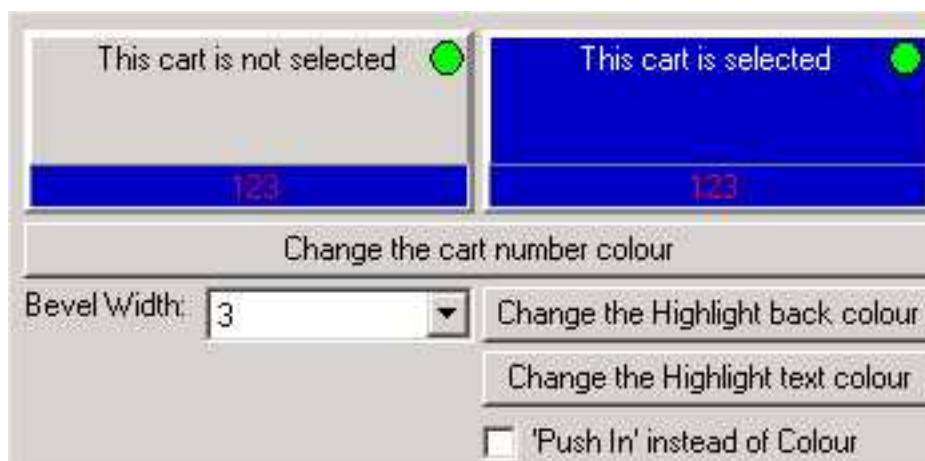 This cart is not selected
This cart is selected
123
123
Change the cart number colour
Bevel Width:
3
Change the Highlight back colour
Change the Highlight text colour
'Push In' instead of Colour